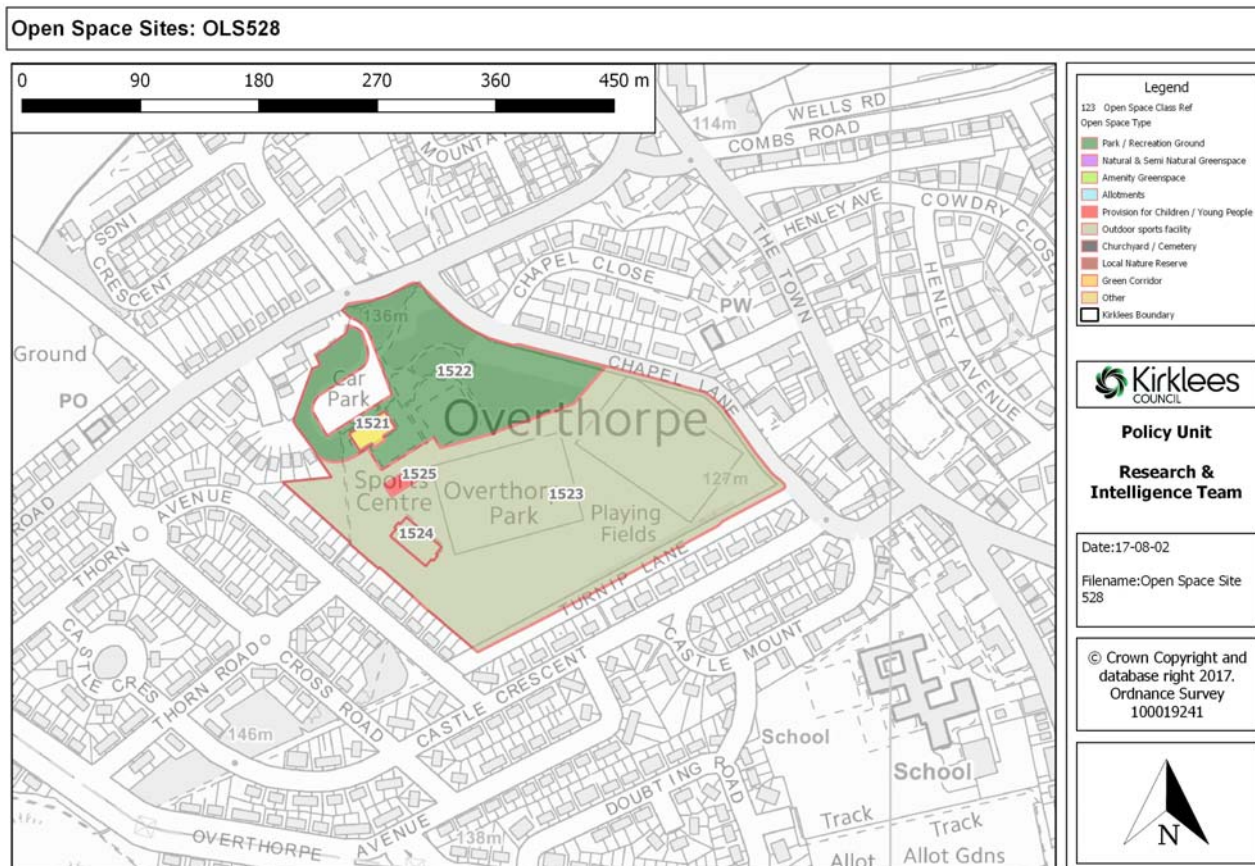 Open Space Sites: OLS528
0 90 180 270 360 450 m
114m
WELLS RD
COMBS ROAD
MOUNTA
HENLEY AVE
COWDRY CLOSE
INGS
CRESCENT
CHAPEL CLOSE
THE TOWN
PW
HENLEY AVENUE
136m
Ground
PO
Car
Park
1522
CHAPEL LANE
1521
Overthorpe
1525
Sports
Centre
Overthor
Park
1523
127m
1524
Playing
Fields
ROAD
THORN
AVENUE
TURNIP LANE
CASTLE CRES
THORN ROAD
CROSS ROAD
CASTLE CRESCENT
CASTLE MOUNT
146m
School
School
DOUBTING ROAD
OVERTHORPE AVENUE
138m
Track
Track
Allot
Allot Gdns
Legend
123 Open Space Class Ref
Open Space Type
Park / Recreation Ground
Natural & Semi Natural Greenspace
Amenity Greenspace
Allotments
Provision for Children / Young People
Outdoor sports facility
Churchyard / Cemetery
Local Nature Reserve
Green Corridor
Other
Kirklees Boundary
Kirklees
COUNCIL
Policy Unit
Research &
Intelligence Team
Date:17-08-02
Filename:Open Space Site
528
© Crown Copyright and
database right 2017.
Ordnance Survey
100019241
N